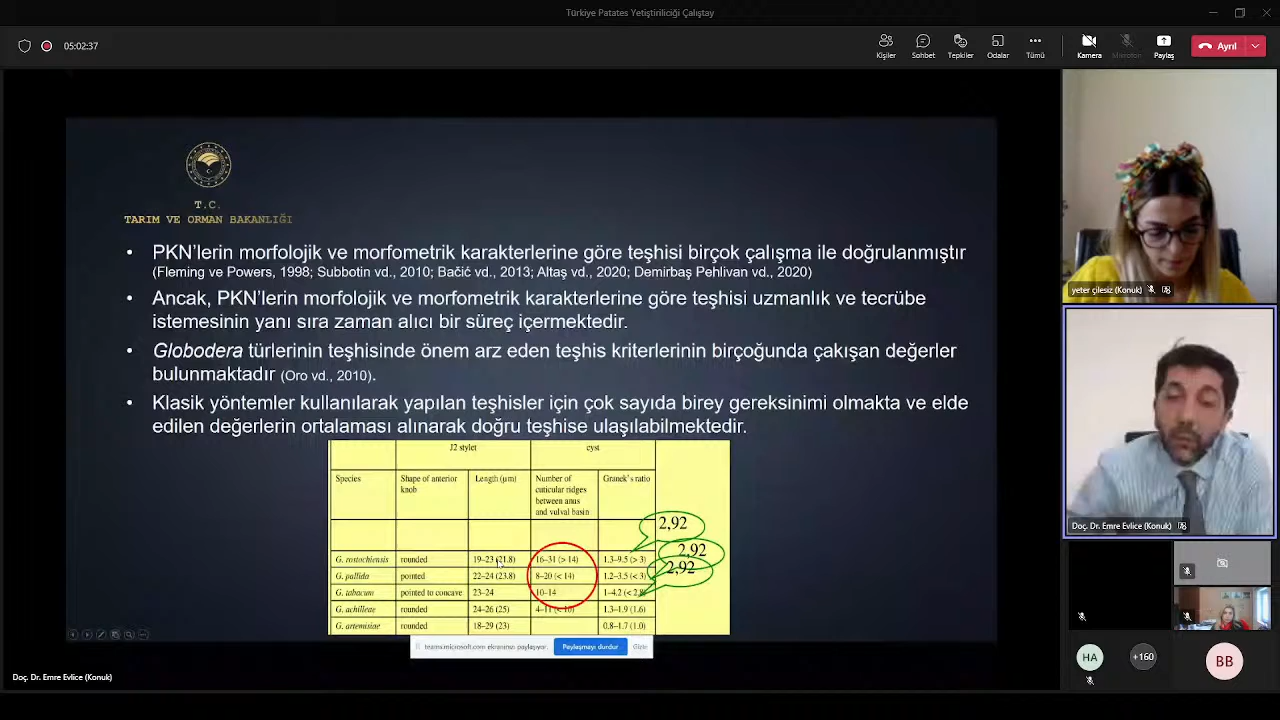 Türkiye Patates Yetiştiriciliği Çalıştay
05:02:37
Kişiler
Sohbet
Tepkiler
Odalar
Tümü
Kamera
Mikrofon
Paylaş
Ayrıl
T.C.
TARIM VE ORMAN BAKANLIĞI
• PKN'lerin morfolojik ve morfometrik karakterlerine göre teşhisi birçok çalışma ile doğrulanmıştır
(Fleming ve Powers, 1998; Subbotin vd., 2010; Bačić vd., 2013; Altaş vd., 2020; Demirbaş Pehlivan vd., 2020)
• Ancak, PKN'lerin morfolojik ve morfometrik karakterlerine göre teşhisi uzmanlık ve tecrübe
istemesinin yanı sıra zaman alıcı bir süreç içermektedir.
• Globodera türlerinin teşhisinde önem arz eden teşhis kriterlerinin birçoğunda çakışan değerler
bulunmaktadır (Oro vd., 2010).
• Klasik yöntemler kullanılarak yapılan teşhisler için çok sayıda birey gereksinimi olmakta ve elde
edilen değerlerin ortalaması alınarak doğru teşhise ulaşılabilmektedir.
J2 stylet cyst
Species Shape of anterior Length (µm) Number of Granek's ratio
knob cuticular ridges
between anus
and vulval basin
2,92
G. rostochiensis rounded 19–23 (21.8) 16–31 (> 14) 1.3–9.5 (> 3)
2,92
G. pallida pointed 22–24 (23.8) 8–20 (< 14) 1.2–3.5 (< 3)
2,92
G. tabacum pointed to concave 23–24 10–14 1–4.2 (< 2.8
G. achilleae rounded 24–26 (25) 4–11 (< 10) 1.3–1.9 (1.6)
G. artemisiae rounded 18–29 (23) 0.8–1.7 (1.0)
teams.microsoft.com ekranınızı paylaşıyor.
Paylaşmayı durdur
Gizle
Doç. Dr. Emre Evlice (Konuk)
yeter çilesiz (Konuk)
Doç. Dr. Emre Evlice (Konuk)
HA
+160
BB